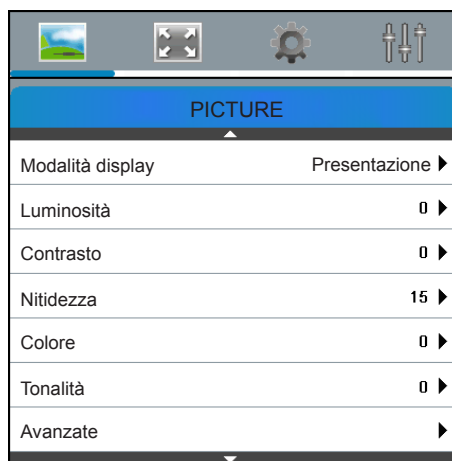 PICTURE
Modalità display Presentazione
Luminosità 0
Contrasto 0
Nitidezza 15
Colore 0
Tonalità 0
Avanzate